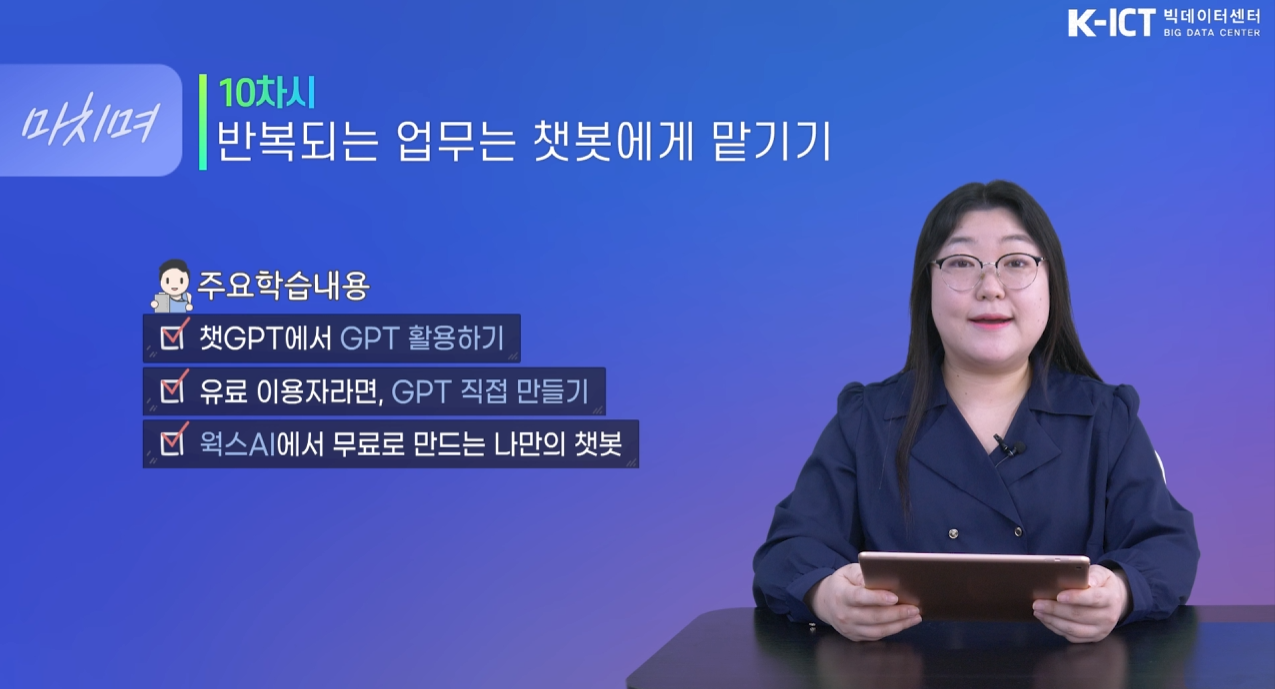 K-ICT 빅데이터센터
BIG DATA CENTER
마치며
10차시
반복되는 업무는 챗봇에게 맡기기
주요학습내용
챗GPT에서 GPT 활용하기
유료 이용자라면, GPT 직접 만들기
웍스AI에서 무료로 만드는 나만의 챗봇